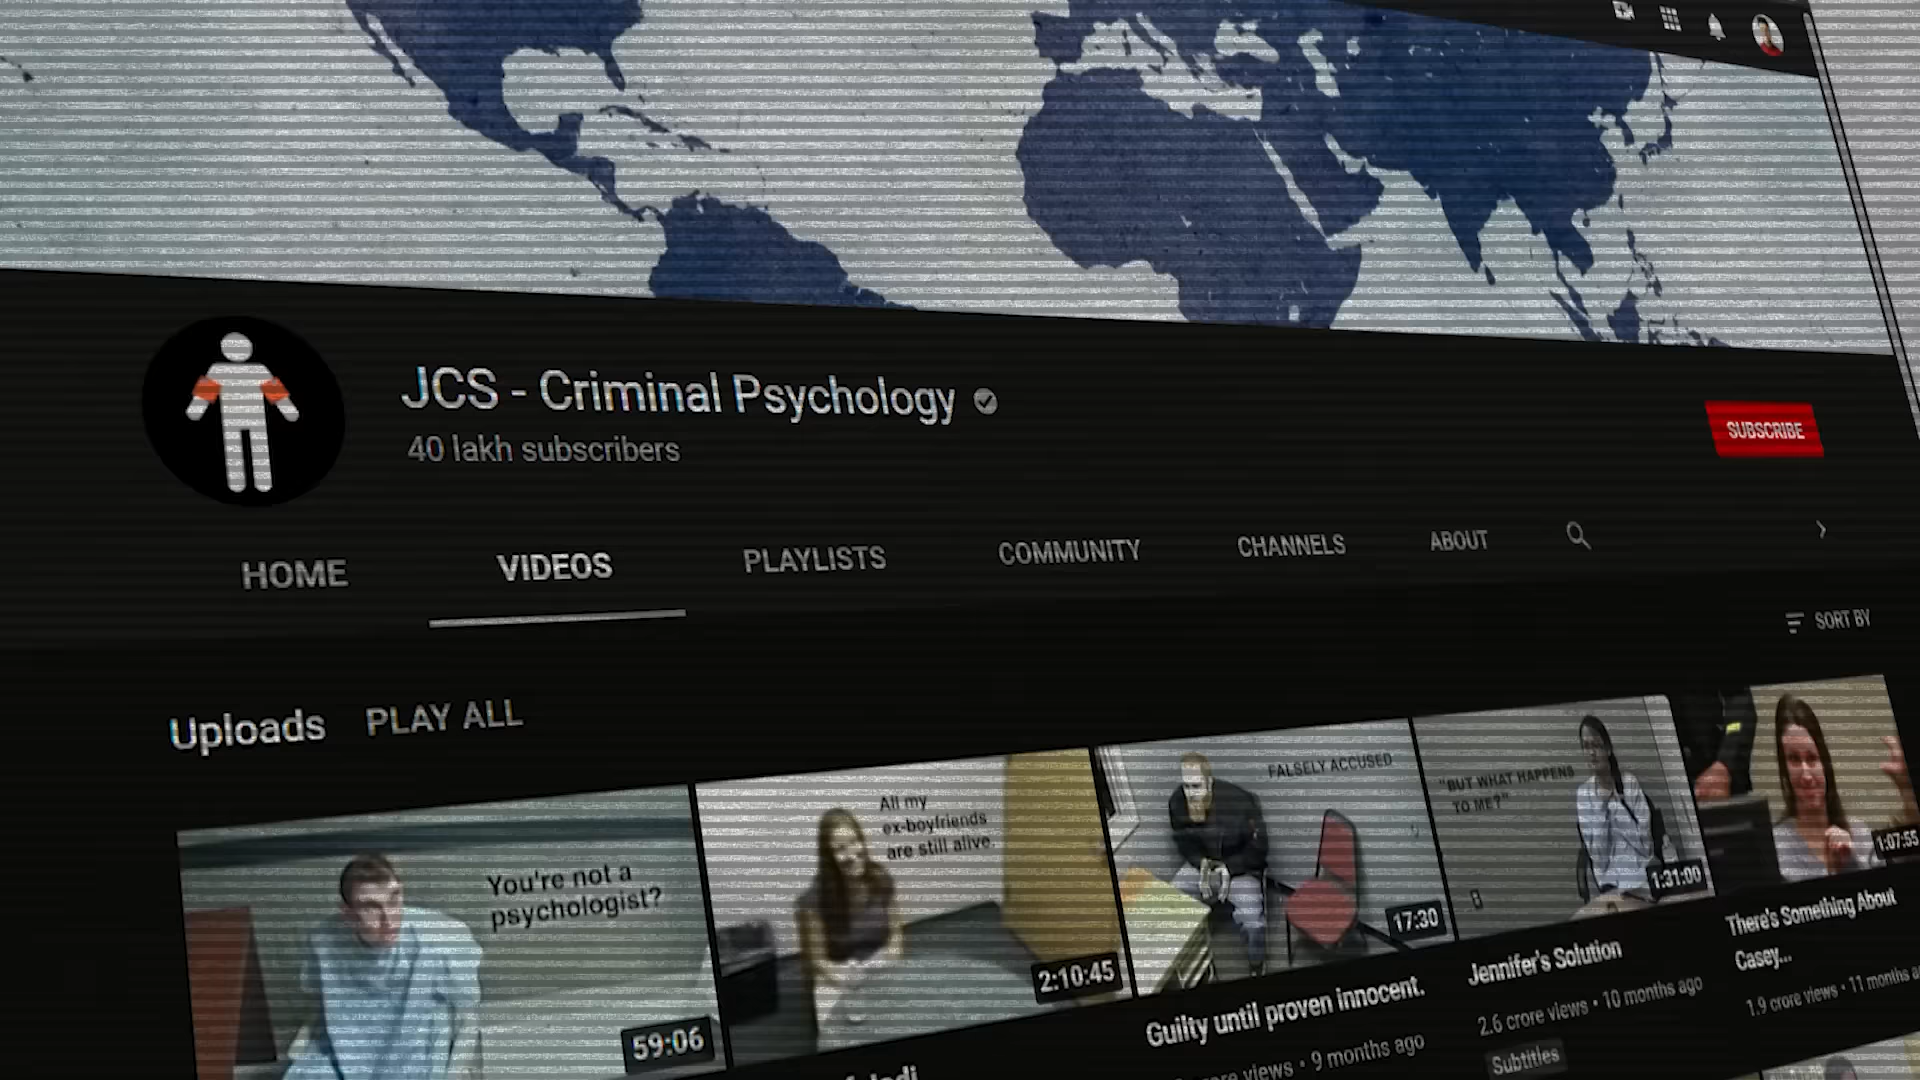 JCS - Criminal Psychology
40 lakh subscribers
SUBSCRIBE
HOME
VIDEOS
PLAYLISTS
COMMUNITY
CHANNELS
ABOUT
SORT BY
Uploads
PLAY ALL
You're not a
psychologist?
59:06
All my
ex-boyfriends
are still alive.
2:10:45
FALSELY ACCUSED
17:30
Guilty until proven innocent.
views • 9 months ago
"BUT WHAT HAPPENS
TO ME?"
1:31:00
Jennifer's Solution
2.6 crore views • 10 months ago
Subtitles
1:07:55
There's Something About
Casey...
1.9 crore views • 11 months